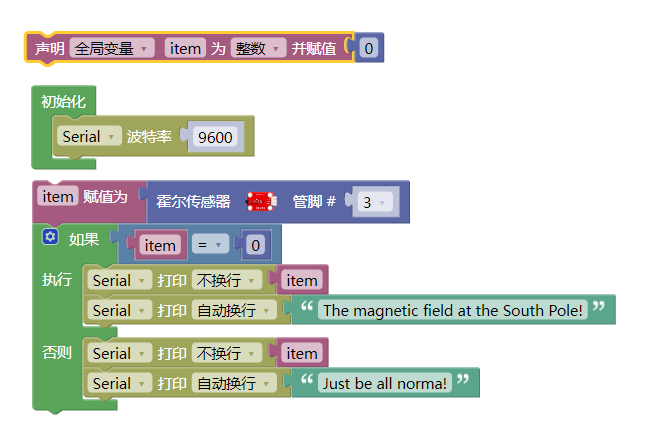 声明 全局变量 item 为 整数 并赋值 0
初始化
Serial 波特率 9600
item 赋值为 霍尔传感器 管脚 # 3
如果 item = 0
执行 Serial 打印 不换行 item
Serial 打印 自动换行 “ The magnetic field at the South Pole! ”
否则 Serial 打印 不换行 item
Serial 打印 自动换行 “ Just be all norma! ”